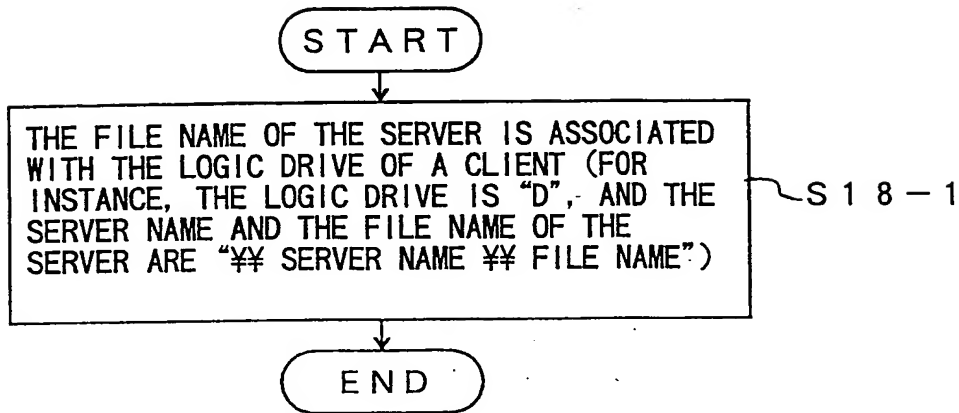 START
THE FILE NAME OF THE SERVER IS ASSOCIATED
WITH THE LOGIC DRIVE OF A CLIENT (FOR
INSTANCE, THE LOGIC DRIVE IS “D”, AND THE
SERVER NAME AND THE FILE NAME OF THE
SERVER ARE “¥¥ SERVER NAME ¥¥ FILE NAME”)
S18-1
END